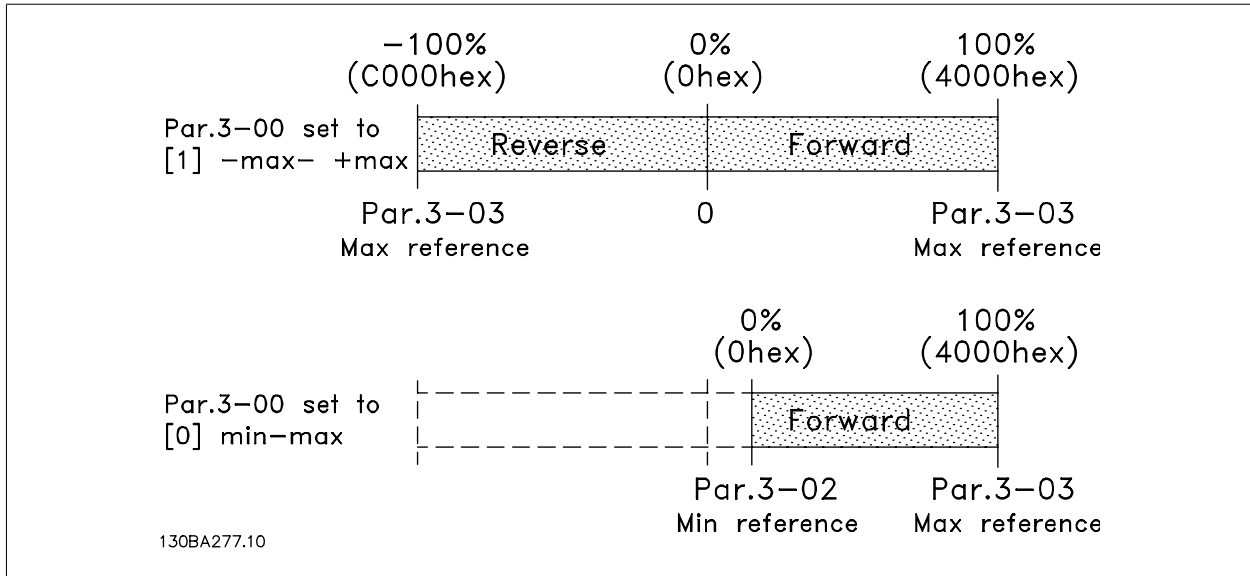 -100% 0% 100%
(C000hex) (0hex) (4000hex)
Par.3-00 set to
[1] -max- +max
Reverse Forward
Par.3-03 0 Par.3-03
Max reference Max reference
0% 100%
(0hex) (4000hex)
Par.3-00 set to
[0] min-max
Forward
Par.3-02 Par.3-03
Min reference Max reference
130BA277.10